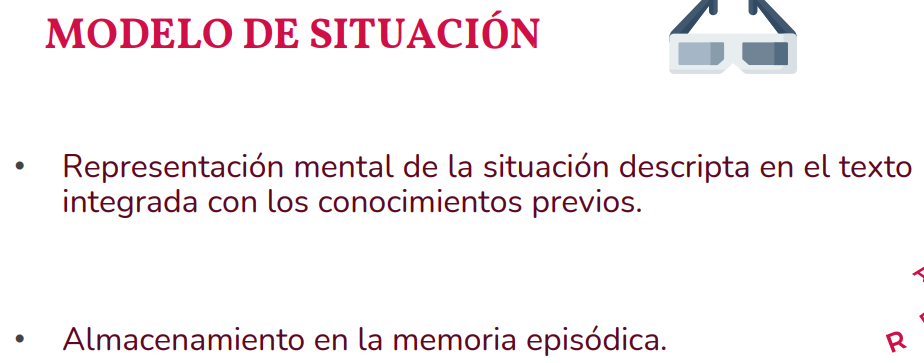 MODELO DE SITUACIÓN
• Representación mental de la situación descripta en el texto
integrada con los conocimientos previos.
• Almacenamiento en la memoria episódica.
R